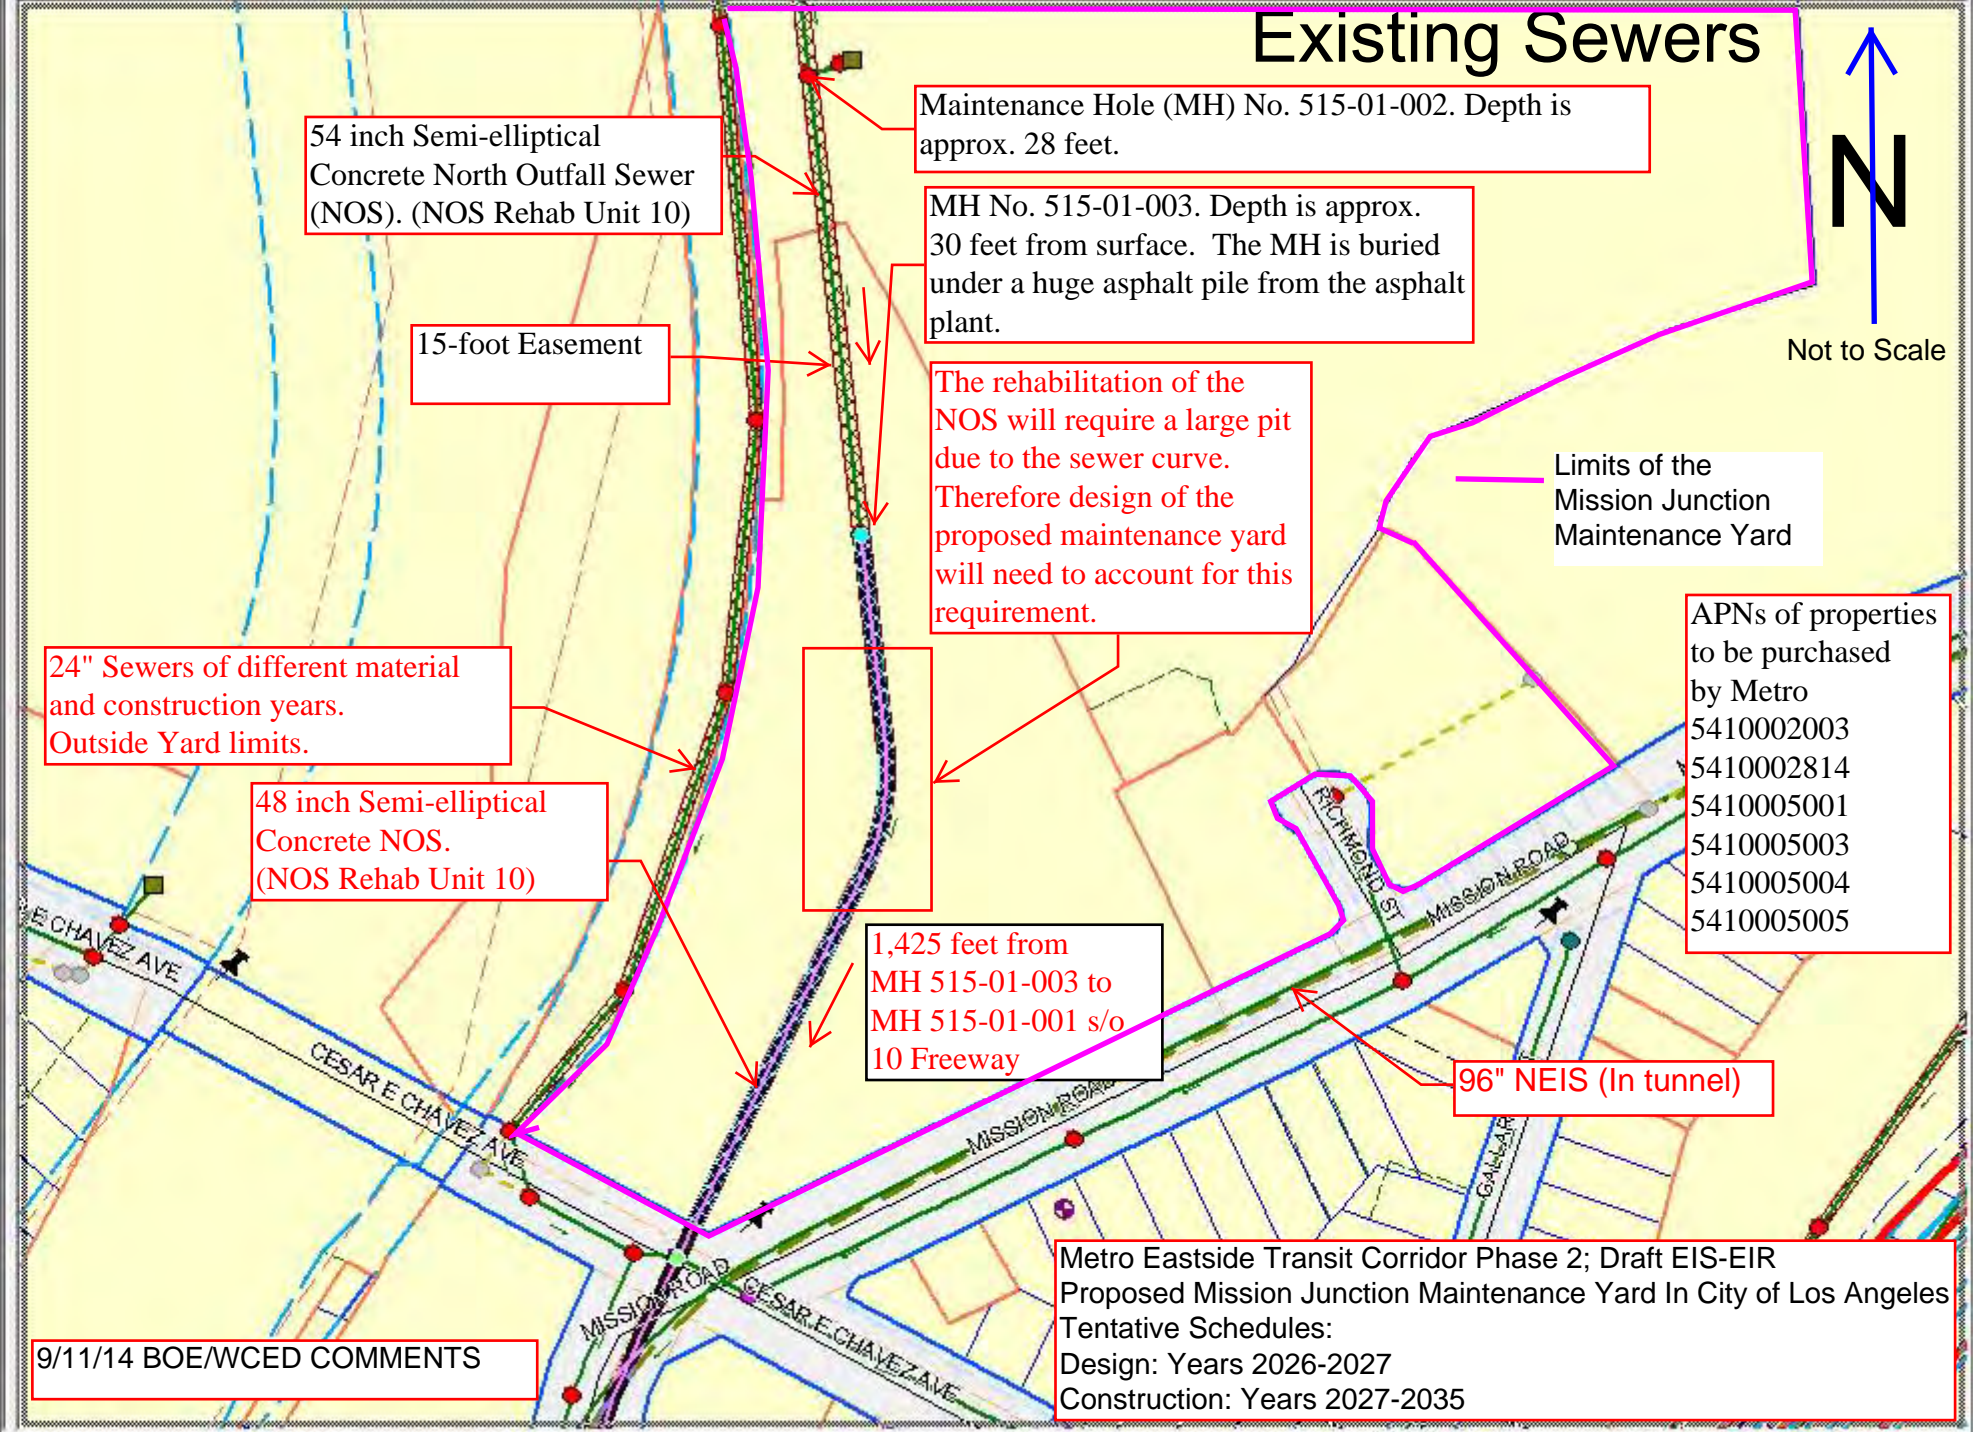 Existing Sewers
N
Not to Scale
Maintenance Hole (MH) No. 515-01-002. Depth is
approx. 28 feet.
54 inch Semi-elliptical
Concrete North Outfall Sewer
(NOS). (NOS Rehab Unit 10)
MH No. 515-01-003. Depth is approx.
30 feet from surface. The MH is buried
under a huge asphalt pile from the asphalt
plant.
15-foot Easement
The rehabilitation of the
NOS will require a large pit
due to the sewer curve.
Therefore design of the
proposed maintenance yard
will need to account for this
requirement.
Limits of the
Mission Junction
Maintenance Yard
APNs of properties
to be purchased
by Metro
5410002003
5410002814
5410005001
5410005003
5410005004
5410005005
24" Sewers of different material
and construction years.
Outside Yard limits.
48 inch Semi-elliptical
Concrete NOS.
(NOS Rehab Unit 10)
1,425 feet from
MH 515-01-003 to
MH 515-01-001 s/o
10 Freeway
RICHMOND ST
MISSION ROAD
E CHAVEZ AVE
CESAR E CHAVEZ AVE
MISSION ROAD
96" NEIS (In tunnel)
GALLAR
MISSION ROAD
CESAR E CHAVEZ AVE
Metro Eastside Transit Corridor Phase 2; Draft EIS-EIR
Proposed Mission Junction Maintenance Yard In City of Los Angeles
Tentative Schedules:
Design: Years 2026-2027
Construction: Years 2027-2035
9/11/14 BOE/WCED COMMENTS